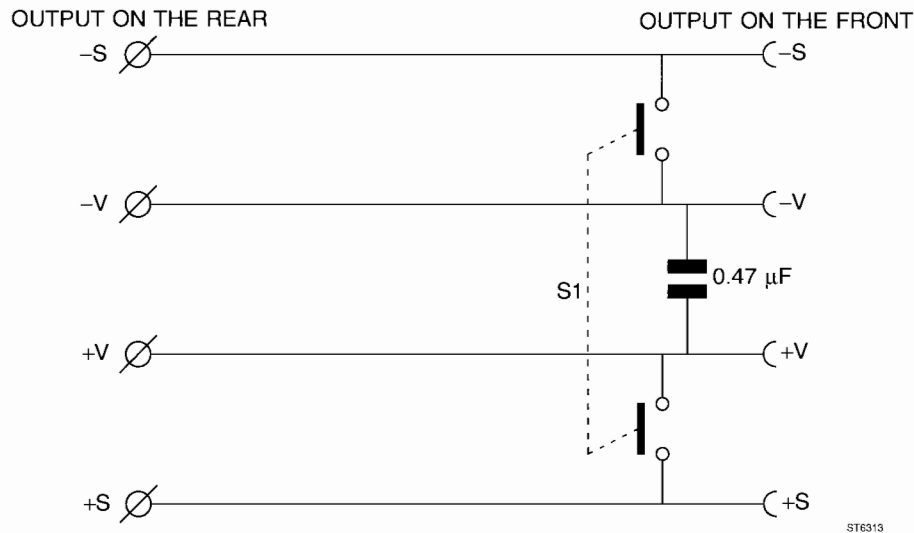 OUTPUT ON THE REAR
OUTPUT ON THE FRONT
−S
−S
−V
−V
0.47 μF
S1
+V
+V
+S
+S
ST6313